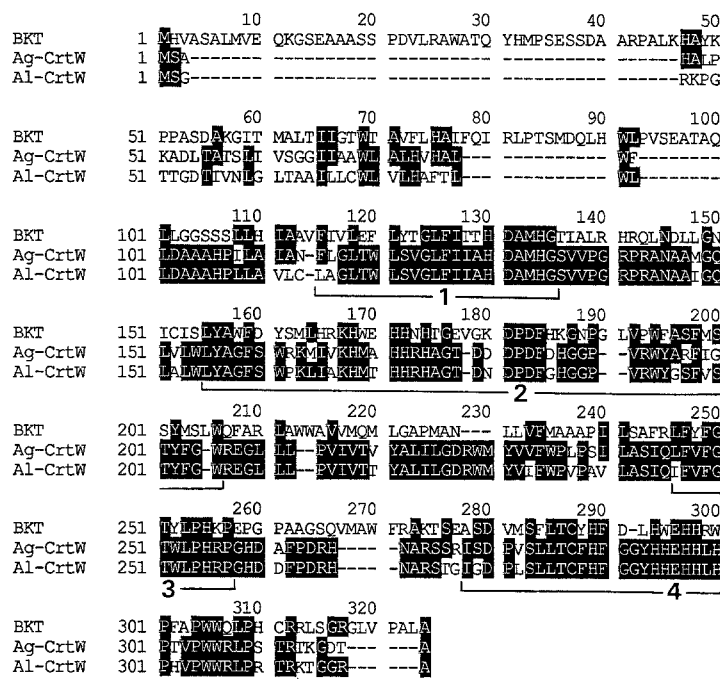 10 20 30 40 50
BKT 1 MHVASALMVE QKGSEAAASS PDVLRAWATQ YHMPSESSDA ARPALKHAYK
Ag-CrtW 1 MSA------- ---------- ---------- ---------- ------HALP
Al-CrtW 1 MSG------- ---------- ---------- ---------- ------RKPG
60 70 80 90 100
BKT 51 PPASDAKGIT MALTIIGTWT AVFLHAIFQI RLPTSMDQLH WLPVSEATAQ
Ag-CrtW 51 KADLTATSLI VSGGIIAAWL ALHVHAL--- ---------- WF--------
Al-CrtW 51 TTGDTIVNLG LTAAILLCWL VLHAFTL--- ---------- WL--------
110 120 130 140 150
BKT 101 LLGGSSSLLH IAAVFIVLEF LYTGLFITTH DAMHGTIALR HRQLNDLLGN
Ag-CrtW 101 LDAAAHPILA IAN-FLGLTW LSVGLFIIAH DAMHGSVVPG RPRANAAMGQ
Al-CrtW 101 LDAAAHPLLA VLC-LAGLTW LSVGLFIIAH DAMHGSVVPG RPRANAAIGQ
1
160 170 180 190 200
BKT 151 ICISLYAWFD YSMLHRKHWE HHNHTGEVGK DPDFHKGNPG LVPWFASFMS
Ag-CrtW 151 LVLWLYAGFS WRKMIVKHMA HHRHAGT-DD DPDFDHGGP- -VRWYARFIG
Al-CrtW 151 LALWLYAGFS WPKLIAKHMT HHRHAGT-DN DPDFGHGGP- -VRWYGSFVS
2
210 220 230 240 250
BKT 201 SYMSLWQFAR LAWWAVVMQM LGAPMAN--- LLVFMAAAPI LSAFRLFYFG
Ag-CrtW 201 TYFG-WREGL LL--PVIVTV YALILGDRWM YVVFWPLPSI LASIQLFVFG
Al-CrtW 201 TYFG-WREGL LL--PVIVTT YALILGDRWM YVIFWPVPAV LASIQIFVFG
260 270 280 290 300
BKT 251 TYLPHKPEPG PAAGSQVMAW FRAKTSEASD VMSFLTCYHF D-LHWEHHRW
Ag-CrtW 251 TWLPHRPGHD AFPDRH---- -NARSSRISD PVSLLTCFHF GGYHHEHHLH
Al-CrtW 251 TWLPHRPGHD DFPDRH---- -NARSTGIGD PLSLLTCFHF GGYHHEHHLH
3 4
310 320
BKT 301 PFAPWWQLPH CRRLSGRGLV PALA
Ag-CrtW 301 PTVPWWRLPS TRTKGDT--- ---A
Al-CrtW 301 PHVPWWRLPR TRKTGGR--- ---A